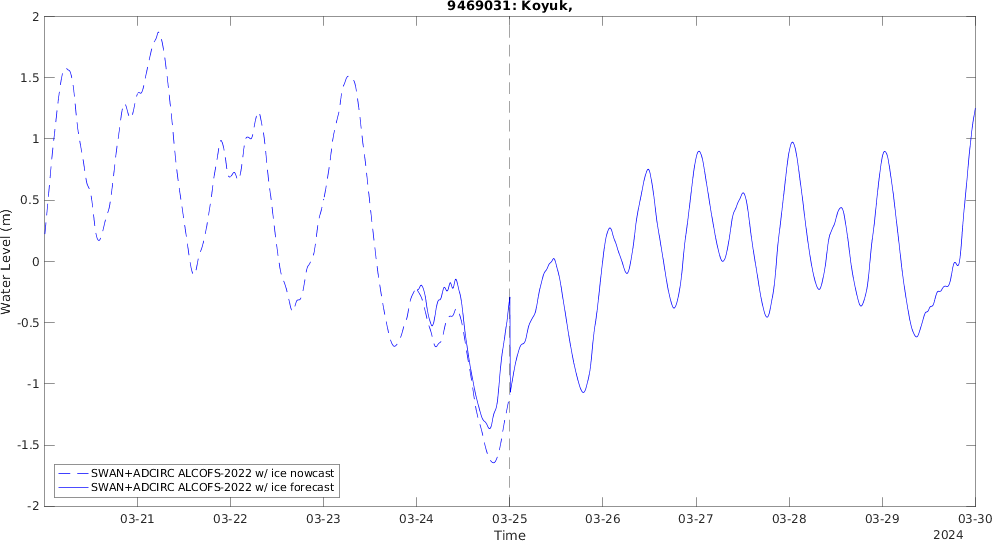 9469031: Koyuk,
Water Level (m)
2
1.5
1
0.5
0
-0.5
-1
-1.5
-2
SWAN+ADCIRC ALCOFS-2022 w/ ice nowcast
SWAN+ADCIRC ALCOFS-2022 w/ ice forecast
03-21 03-22 03-23 03-24 03-25 03-26 03-27 03-28 03-29 03-30
Time
2024